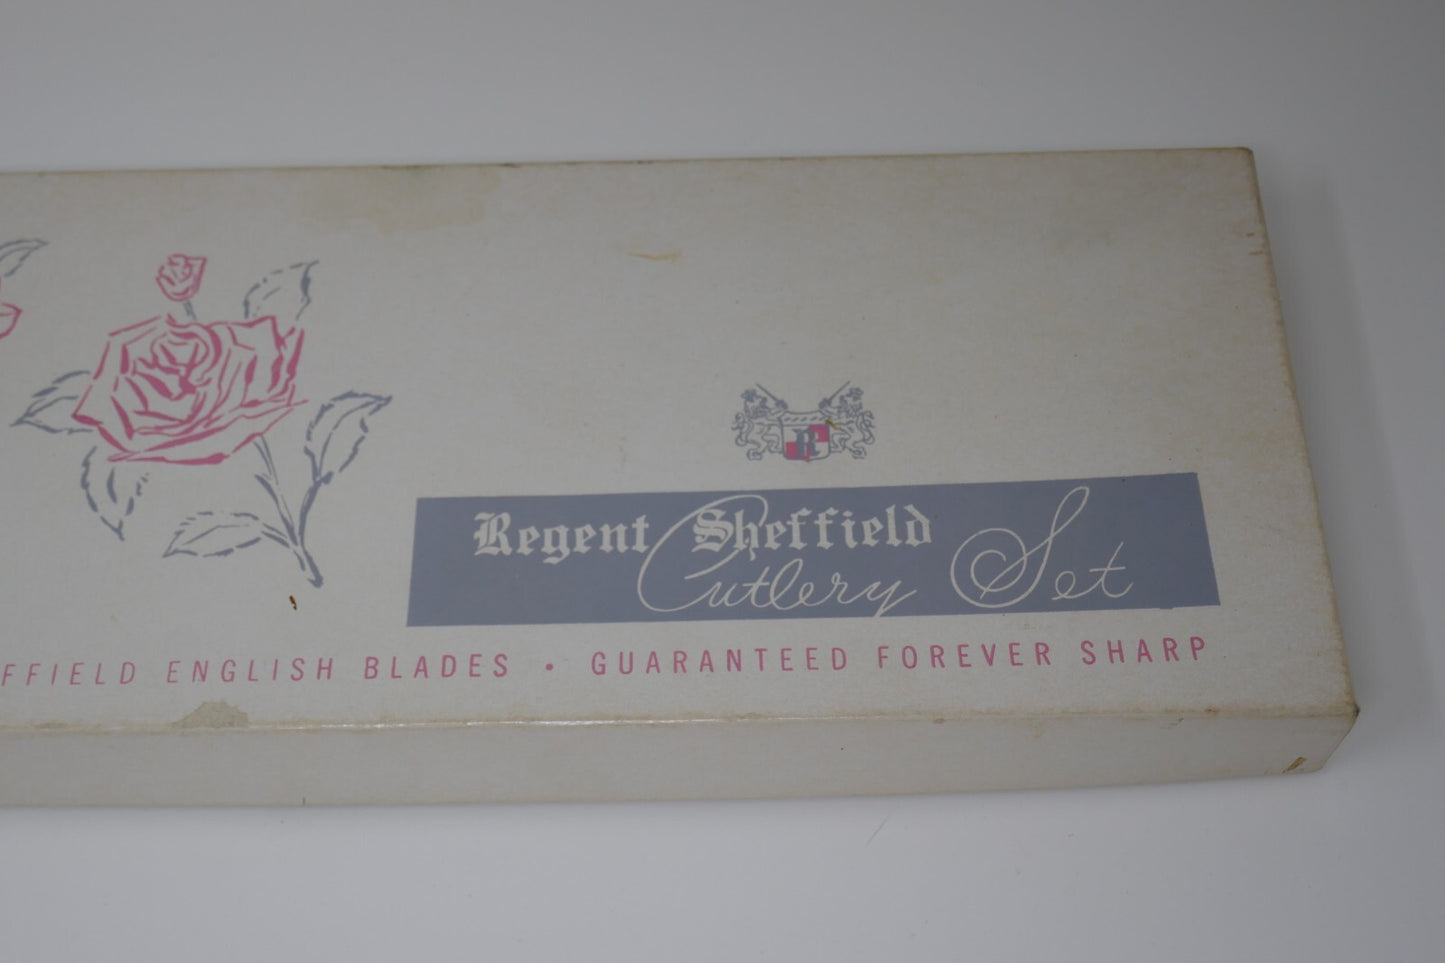 R
Regent Sheffield
Cutlery Set
FFIELD ENGLISH BLADES • GUARANTEED FOREVER SHARP